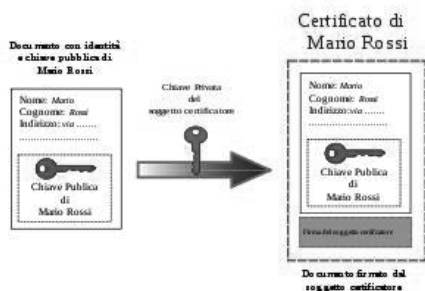 Documento con identità
e chiave pubblica di
Mario Rossi
Nome: Mario
Cognome: Rossi
Indirizzo: via .......
..............................
Chiave Publica
di
Mario Rossi
Chiave Privata
del
soggetto certificatore
Certificato di
Mario Rossi
Nome: Mario
Cognome: Rossi
Indirizzo: via .......
..............................
Chiave Publica
di
Mario Rossi
Firma del soggetto certificatore
Documento firmato dal
soggetto certificatore